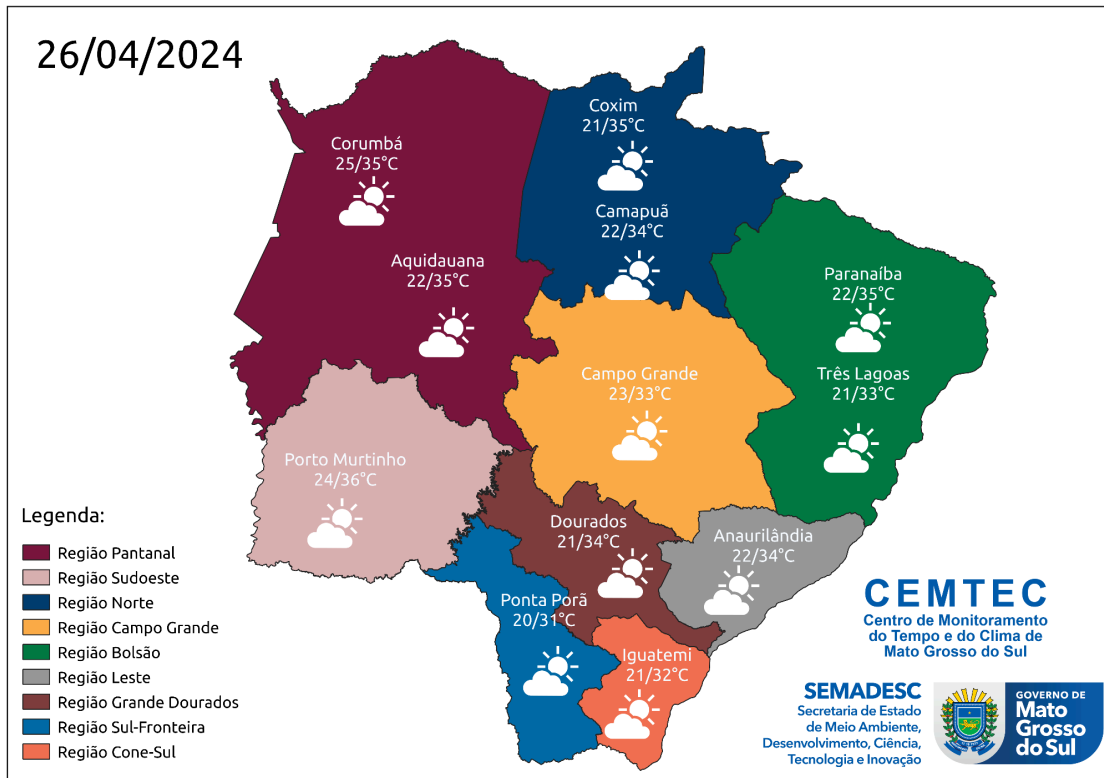 26/04/2024
Coxim
21/35°C
Corumbá
25/35°C
Camapuã
22/34°C
Aquidauana
22/35°C
Paranaíba
22/35°C
Campo Grande
23/33°C
Três Lagoas
21/33°C
Porto Murtinho
24/36°C
Dourados
21/34°C
Anaurilândia
22/34°C
Ponta Porã
20/31°C
Iguatemi
21/32°C
Legenda:
Região Pantanal
Região Sudoeste
Região Norte
Região Campo Grande
Região Bolsão
Região Leste
Região Grande Dourados
Região Sul-Fronteira
Região Cone-Sul
CEMTEC
Centro de Monitoramento
do Tempo e do Clima de
Mato Grosso do Sul
SEMADESC
Secretaria de Estado
de Meio Ambiente,
Desenvolvimento, Ciência,
Tecnologia e Inovação
GOVERNO DE
Mato
Grosso
do Sul